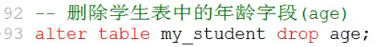 92 -- 删除学生表中的年龄字段(age)
93 alter table my_student drop age;